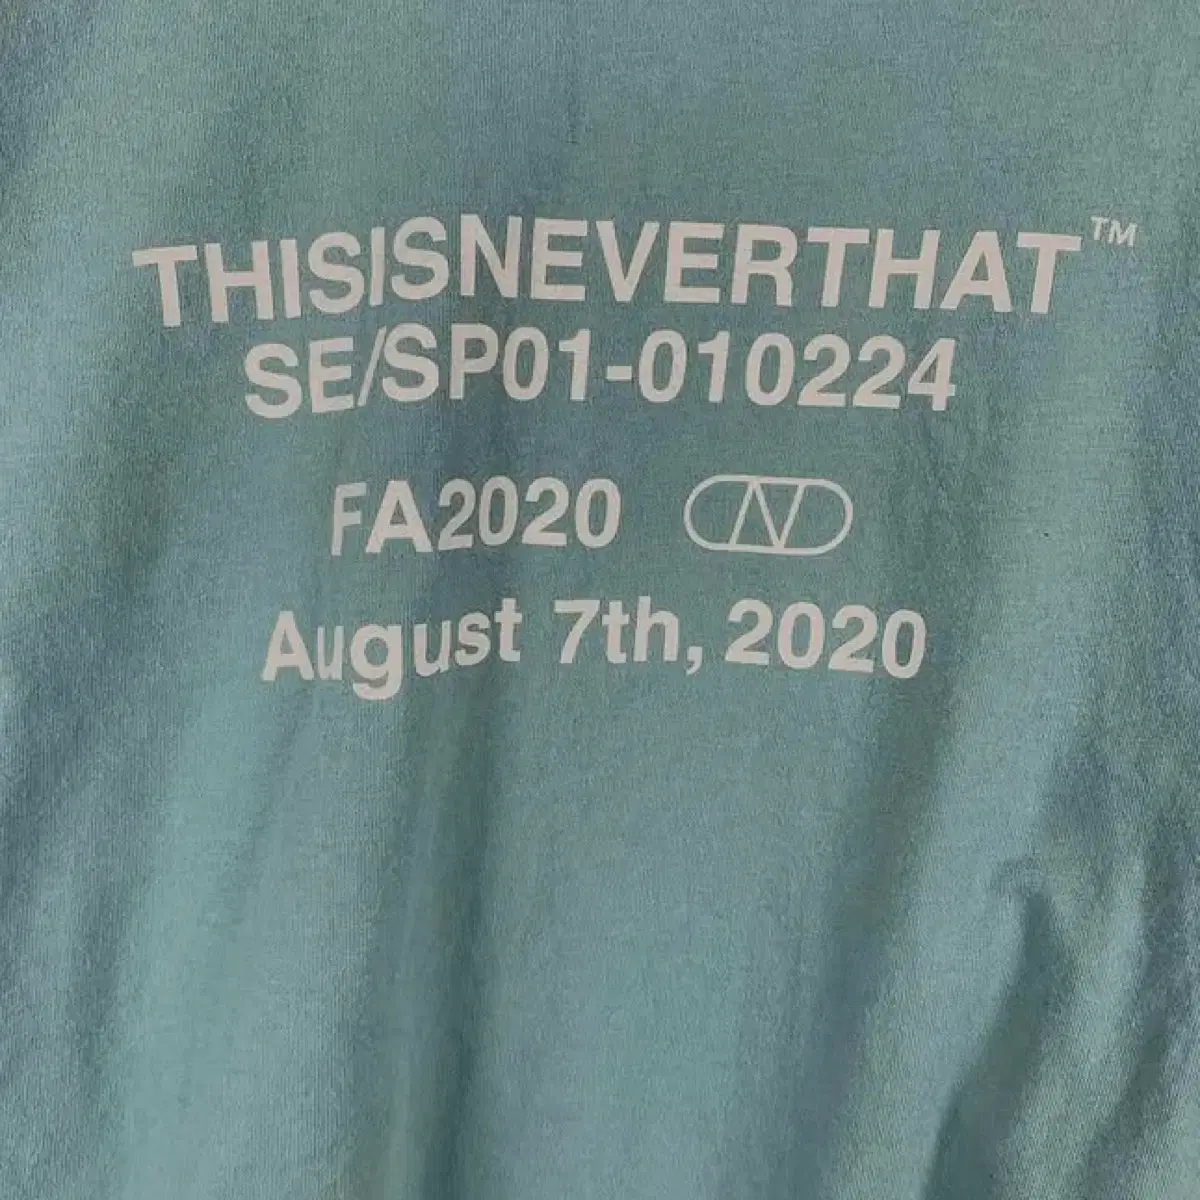 THISISNEVERTHAT™
SE/SP01-010224
FA2020 N
August 7th, 2020